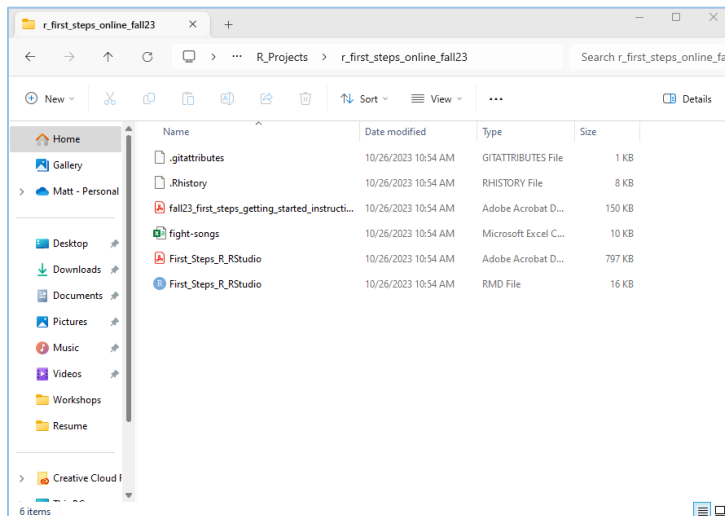 r_first_steps_online_fall23
R_Projects > r_first_steps_online_fall23 Search r_first_steps_online_fa
New Sort View ... Details
Name Date modified Type Size
Home
Gallery
Matt - Personal
Desktop
Downloads
Documents
Pictures
Music
Videos
Workshops
Resume
Creative Cloud F
.gitattributes 10/26/2023 10:54 AM GITATTRIBUTES File 1 KB
.Rhistory 10/26/2023 10:54 AM RHISTORY File 8 KB
fall23_first_steps_getting_started_instructi... 10/26/2023 10:54 AM Adobe Acrobat D... 150 KB
fight-songs 10/26/2023 10:54 AM Microsoft Excel C... 10 KB
First_Steps_R_RStudio 10/26/2023 10:54 AM Adobe Acrobat D... 797 KB
First_Steps_R_RStudio 10/26/2023 10:54 AM RMD File 16 KB
6 items